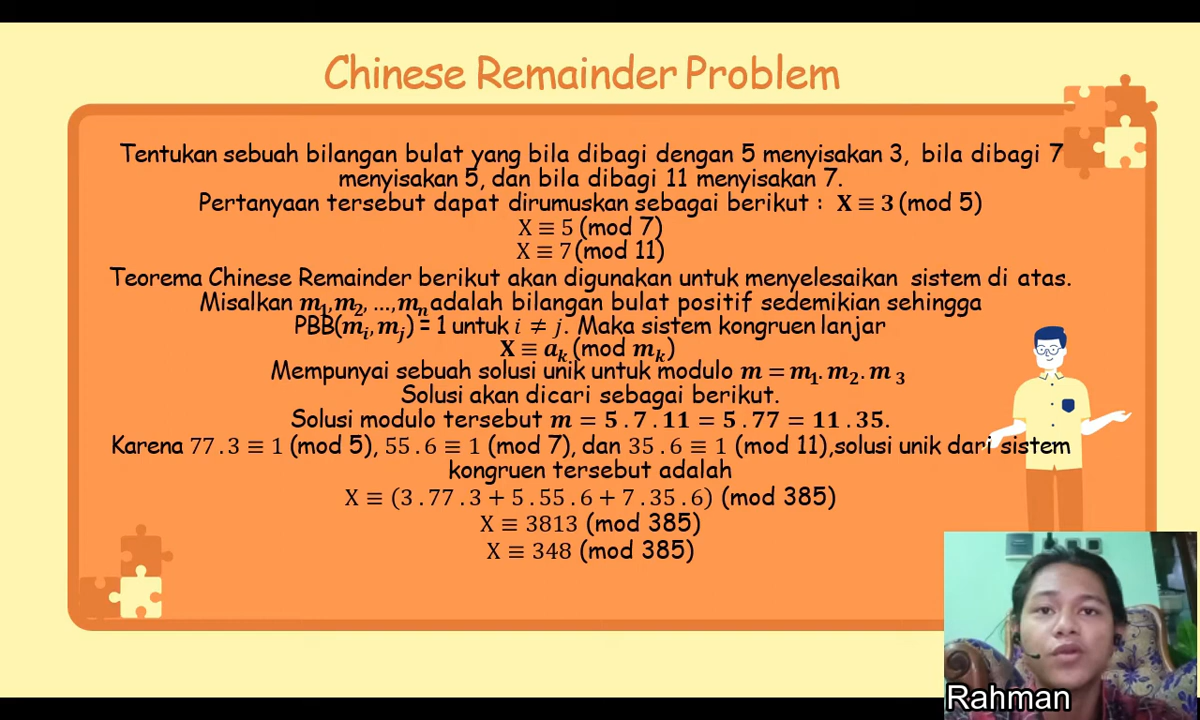 Chinese Remainder Problem
Tentukan sebuah bilangan bulat yang bila dibagi dengan 5 menyisakan 3, bila dibagi 7
menyisakan 5, dan bila dibagi 11 menyisakan 7.
Pertanyaan tersebut dapat dirumuskan sebagai berikut : X ≡ 3 (mod 5)
X ≡ 5 (mod 7)
X ≡ 7 (mod 11)
Teorema Chinese Remainder berikut akan digunakan untuk menyelesaikan sistem di atas.
Misalkan m₁,m₂, ...,mₙ adalah bilangan bulat positif sedemikian sehingga
PBB(mᵢ,mⱼ) = 1 untuk i ≠ j. Maka sistem kongruen lanjar
X ≡ aₖ (mod mₖ)
Mempunyai sebuah solusi unik untuk modulo m = m₁. m₂. m ₃
Solusi akan dicari sebagai berikut.
Solusi modulo tersebut m = 5 . 7 . 11 = 5 . 77 = 11 . 35.
Karena 77 . 3 ≡ 1 (mod 5), 55 . 6 ≡ 1 (mod 7), dan 35 . 6 ≡ 1 (mod 11),solusi unik dari sistem
kongruen tersebut adalah
X ≡ (3 . 77 . 3 + 5 . 55 . 6 + 7 . 35 . 6) (mod 385)
X ≡ 3813 (mod 385)
X ≡ 348 (mod 385)
Rahman